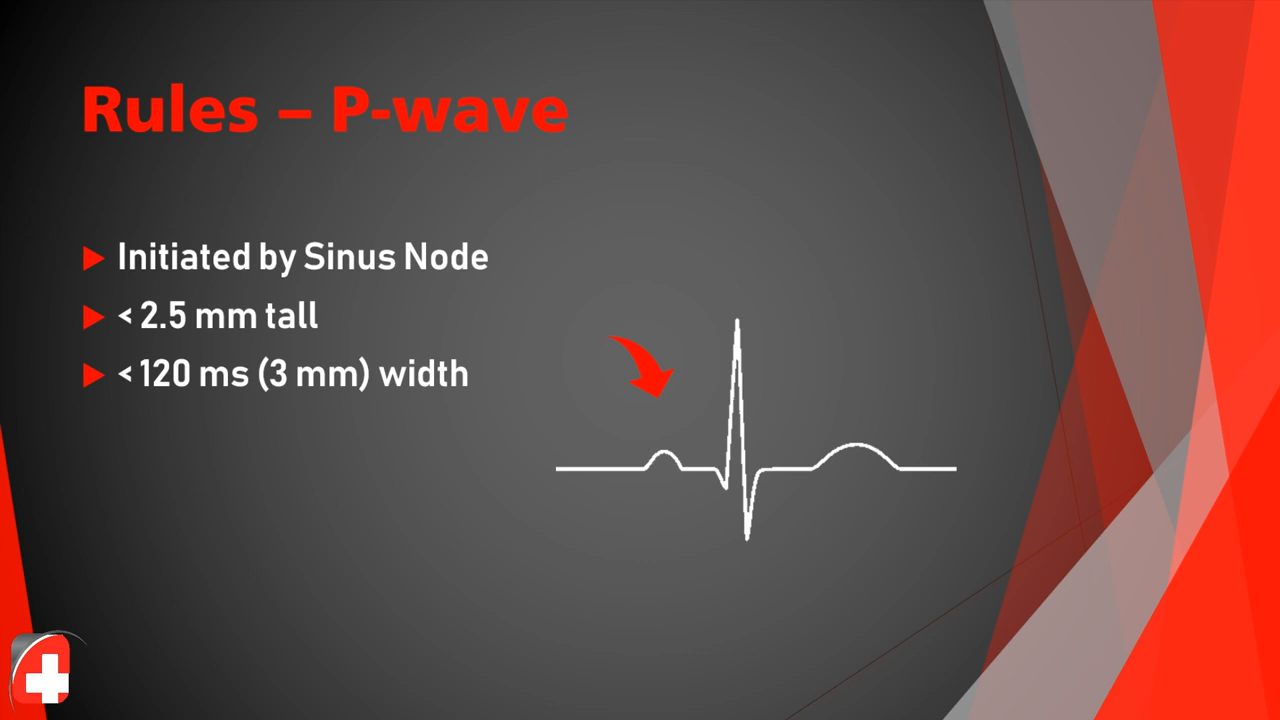 Rules – P-wave
Initiated by Sinus Node
< 2.5 mm tall
< 120 ms (3 mm) width